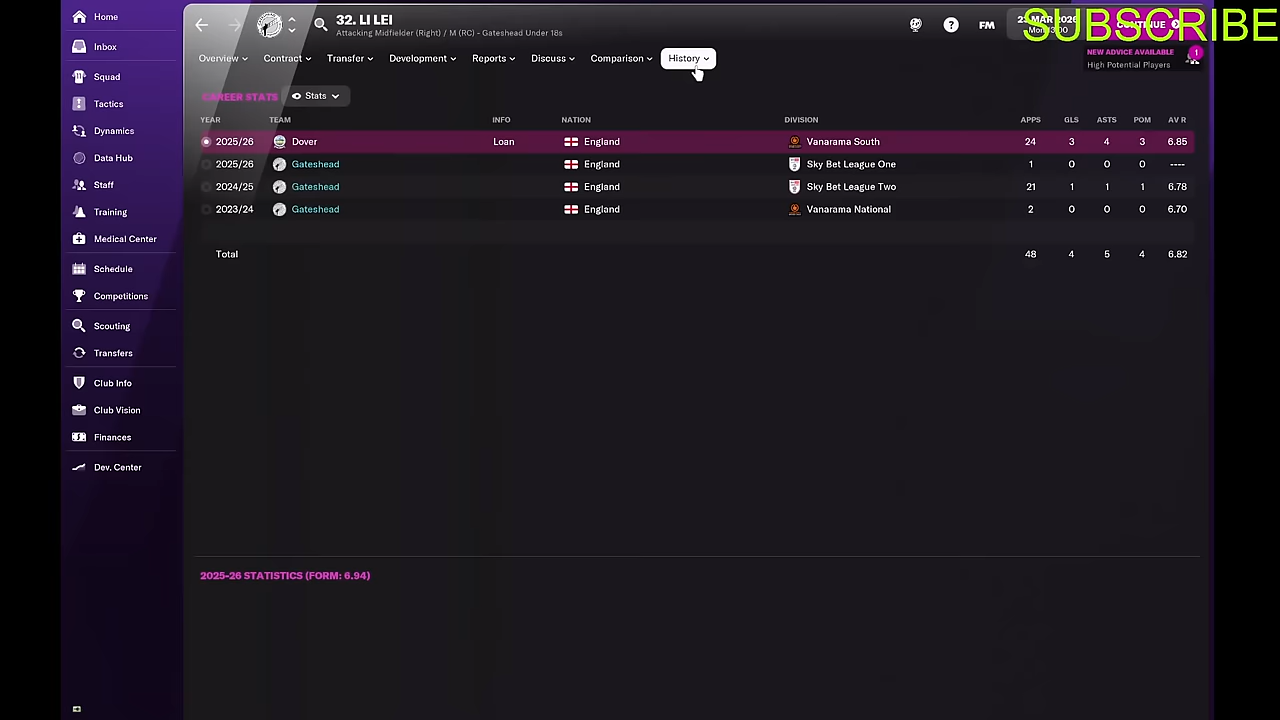 Home
Inbox
Squad
Tactics
Dynamics
Data Hub
Staff
Training
Medical Center
Schedule
Competitions
Scouting
Transfers
Club Info
Club Vision
Finances
Dev. Center
32. LI LEI
Attacking Midfielder (Right) / M (RC) - Gateshead Under 18s
FM
SUBSCRIBE
NEW ADVICE AVAILABLE 1
High Potential Players
Overview Contract Transfer Development Reports Discuss Comparison History
CAREER STATS Stats
YEAR TEAM INFO NATION DIVISION APPS GLS ASTS POM AV R
2025/26 Dover Loan England Vanarama South 24 3 4 3 6.85
2025/26 Gateshead England Sky Bet League One 1 0 0 0 ----
2024/25 Gateshead England Sky Bet League Two 21 1 1 1 6.78
2023/24 Gateshead England Vanarama National 2 0 0 0 6.70
Total 48 4 5 4 6.82
2025-26 STATISTICS (FORM: 6.94)